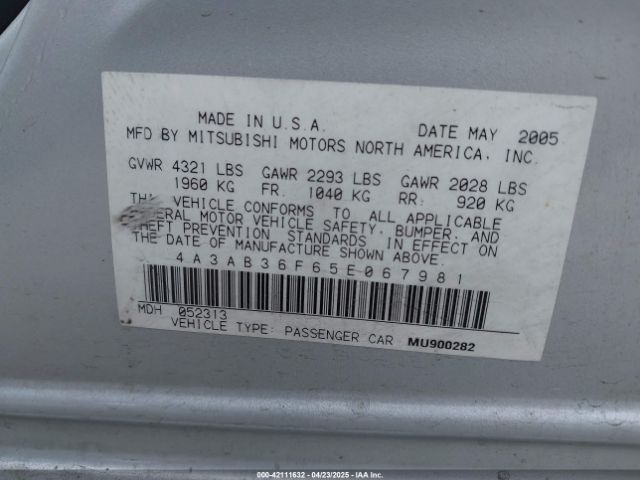 MADE IN U.S.A. DATE MAY 2005
MFD BY MITSUBISHI MOTORS NORTH AMERICA, INC.
GVWR 4321 LBS GAWR 2293 LBS GAWR 2028 LBS
1960 KG FR: 1040 KG RR: 920 KG
THE VEHICLE CONFORMS TO ALL APPLICABLE
MOTOR VEHICLE SAFETY, BUMPER, AND
THEFT PREVENTION STANDARDS IN EFFECT ON
THE DATE OF MANUFACTURE SHOWN ABOVE.
4A3AB36F65E067981
MDH 052313
VEHICLE TYPE: PASSENGER CAR MU900282
000-42111632 - 04/23/2025 - IAA Inc.